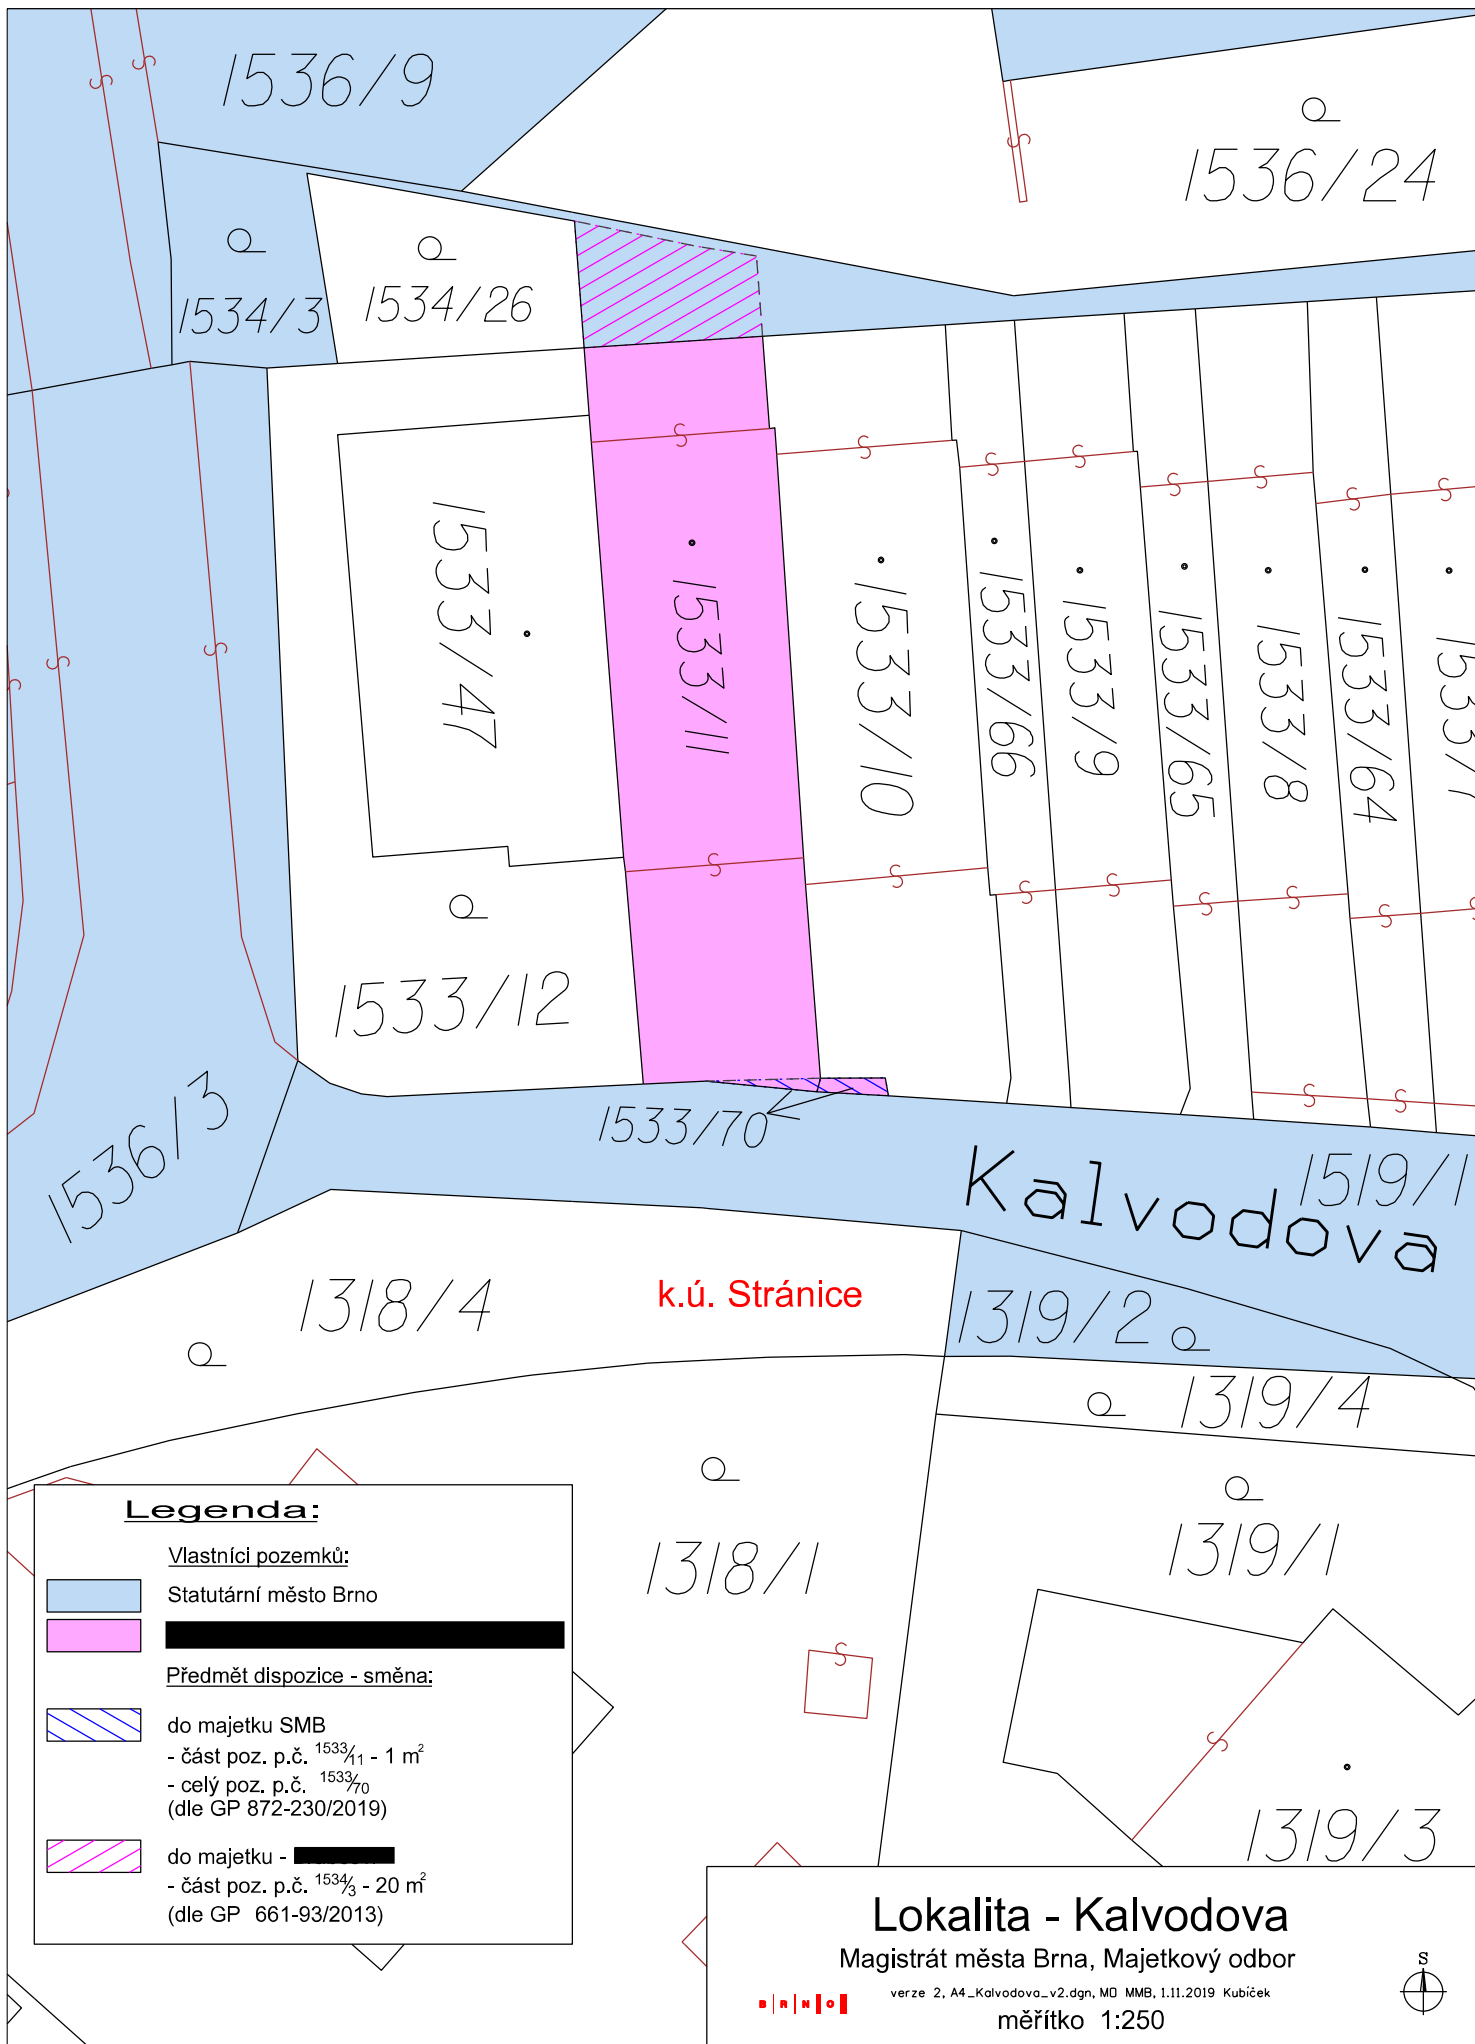 1536/9
1536/24
1534/3
1534/26
1533/47
1533/11
1533/10
1533/66
1533/9
1533/65
1533/8
1533/64
1533/12
1533/70
1536/3
Kalvodova
1519/1
1318/4
k.ú. Stránice
1319/2
1319/4
1318/1
1319/1
1319/3
Legenda:
Vlastníci pozemků:
Statutární město Brno
Předmět dispozice - směna:
do majetku SMB
- část poz. p.č. 1533/11 - 1 m²
- celý poz. p.č. 1533/70
(dle GP 872-230/2019)
do majetku -
- část poz. p.č. 1534/3 - 20 m²
(dle GP 661-93/2013)
Lokalita - Kalvodova
Magistrát města Brna, Majetkový odbor
verze 2, A4_Kalvodova_v2.dgn, MO MMB, 1.11.2019 Kubíček
BRNO
měřítko 1:250
S